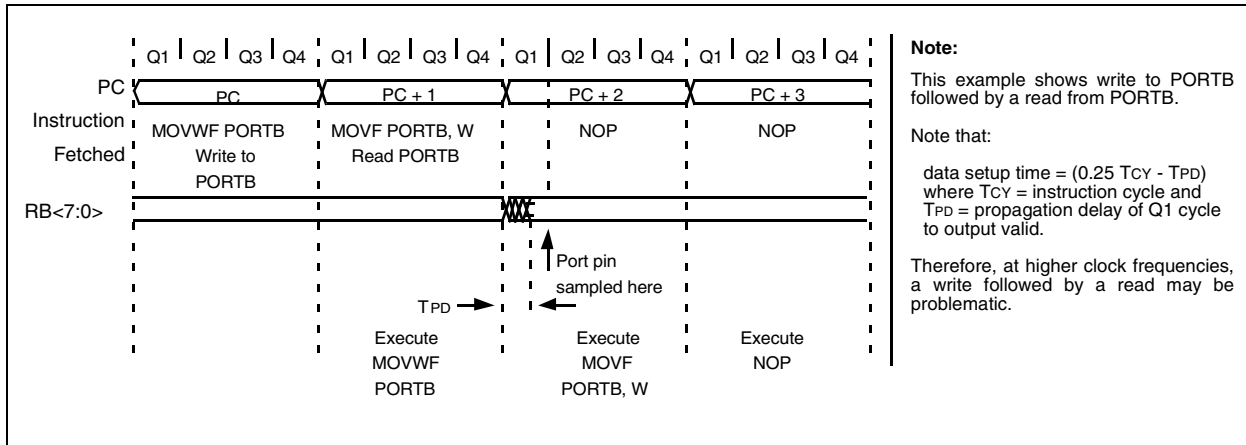 Q1 Q2 Q3 Q4 Q1 Q2 Q3 Q4 Q1 Q2 Q3 Q4 Q1 Q2 Q3 Q4
PC PC PC + 1 PC + 2 PC + 3
Instruction
Fetched
MOVWF PORTB
Write to
PORTB
MOVF PORTB, W
Read PORTB
NOP
NOP
RB<7:0>
Port pin
sampled here
TPD
Execute
MOVWF
PORTB
Execute
MOVF
PORTB, W
Execute
NOP
Note:
This example shows write to PORTB
followed by a read from PORTB.
Note that:
data setup time = (0.25 TCY - TPD)
where TCY = instruction cycle and
TPD = propagation delay of Q1 cycle
to output valid.
Therefore, at higher clock frequencies,
a write followed by a read may be
problematic.